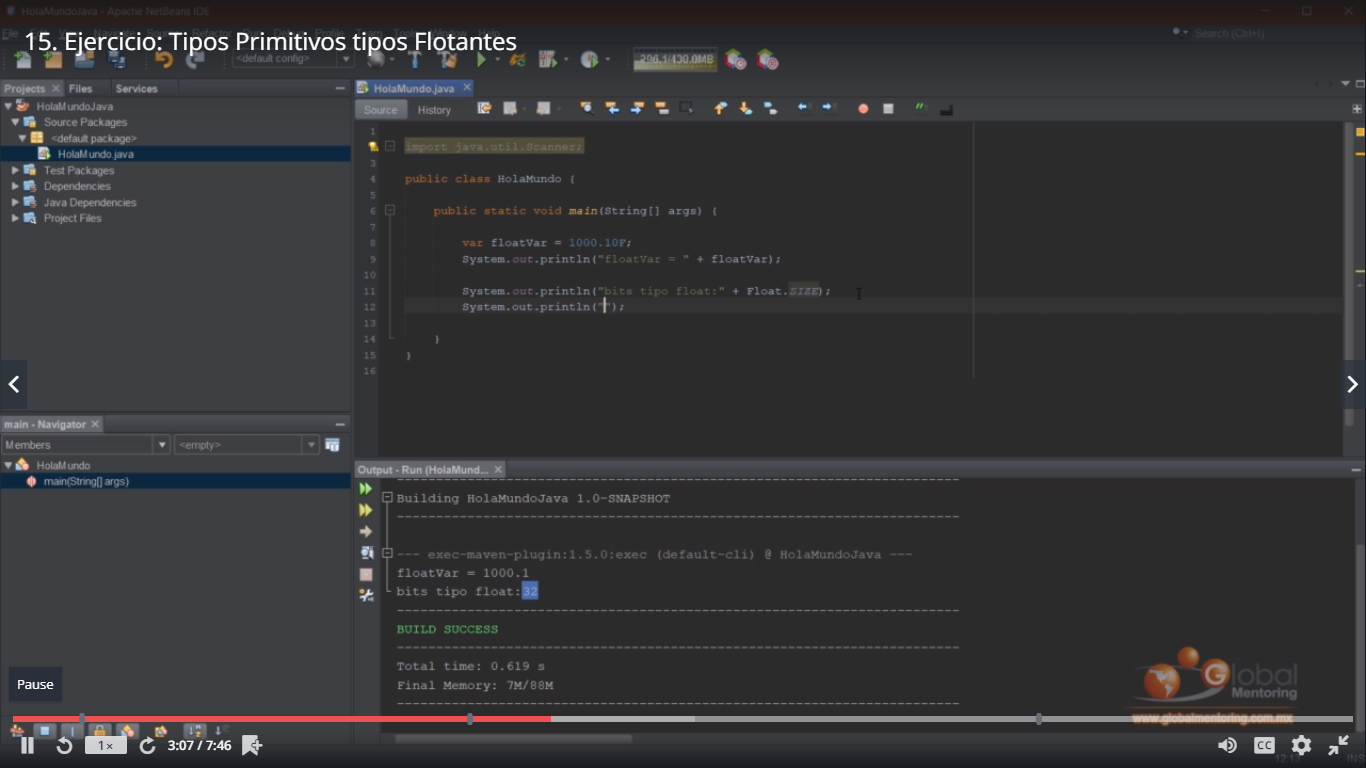 HolaMundoJava - Apache NetBeans IDE
15. Ejercicio: Tipos Primitivos tipos Flotantes
Search (Ctrl+I)
<default config>
296.1/430.0MB
Projects
Files
Services
HolaMundoJava
Source Packages
<default package>
HolaMundo.java
Test Packages
Dependencies
Java Dependencies
Project Files
HolaMundo.java
Source
History
1
import java.util.Scanner;
3
4 public class HolaMundo {
5
6 public static void main(String[] args) {
7
8 var floatVar = 1000.10F;
9 System.out.println("floatVar = " + floatVar);
10
11 System.out.println("bits tipo float:" + Float.SIZE);
12 System.out.println("");
13
14 }
15 }
16
main - Navigator
Members
<empty>
HolaMundo
main(String[] args)
Output - Run (HolaMund...
Building HolaMundoJava 1.0-SNAPSHOT
--- exec-maven-plugin:1.5.0:exec (default-cli) @ HolaMundoJava ---
floatVar = 1000.1
bits tipo float:32
BUILD SUCCESS
Total time: 0.619 s
Final Memory: 7M/88M
Global
Mentoring
www.globalmentoring.com.mx
Pause
1×
3:07 / 7:46
CC
INS